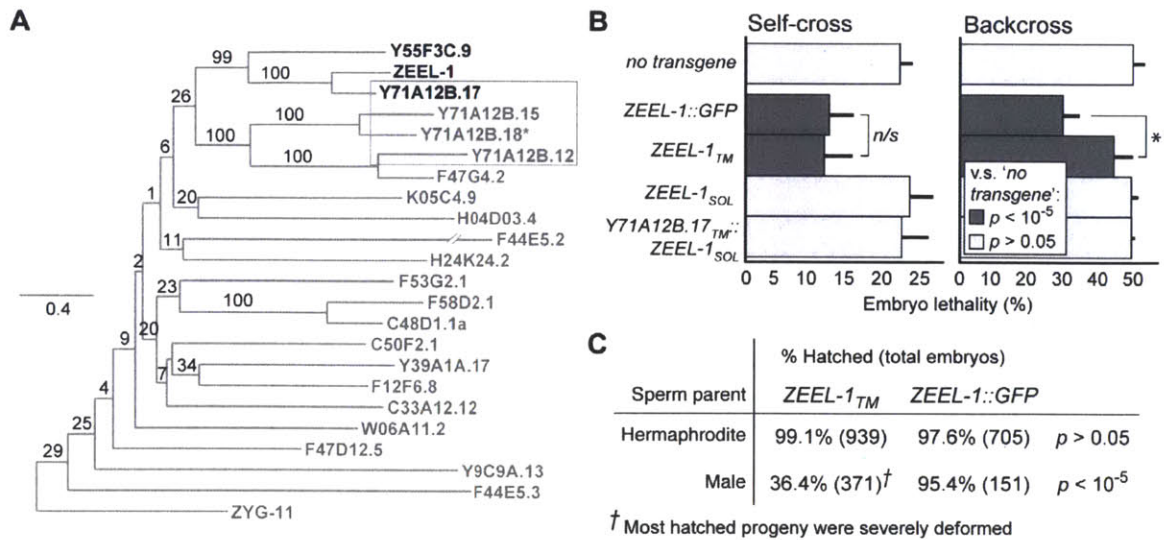 A
99
Y55F3C.9
100
ZEEL-1
Y71A12B.17
26
100
Y71A12B.15
Y71A12B.18*
100
100
Y71A12B.12
F47G4.2
6
K05C4.9
1
20
H04D03.4
F44E5.2
11
H24K24.2
2
F53G2.1
23
100
F58D2.1
0.4
C48D1.1a
20
C50F2.1
9
34
Y39A1A.17
7
F12F6.8
4
C33A12.12
W06A11.2
25
F47D12.5
29
Y9C9A.13
F44E5.3
ZYG-11
B
Self-cross
Backcross
no transgene
ZEEL-1::GFP
n/s
*
ZEEL-1TM
ZEEL-1SOL
Y71A12B.17TM::
ZEEL-1SOL
v.s. 'no
transgene':
p < 10-5
p > 0.05
0 5 10 15 20 25
0 10 20 30 40 50
Embryo lethality (%)
C
% Hatched (total embryos)
Sperm parent ZEEL-1TM ZEEL-1::GFP
Hermaphrodite 99.1% (939) 97.6% (705) p > 0.05
Male 36.4% (371)† 95.4% (151) p < 10-5
† Most hatched progeny were severely deformed